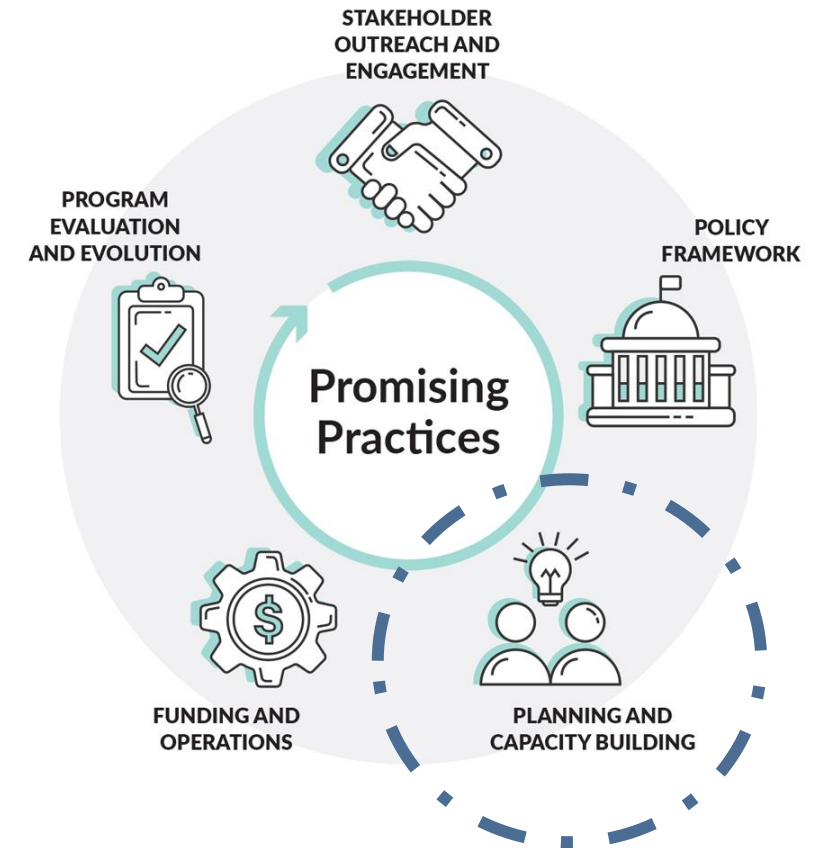 STAKEHOLDER
OUTREACH AND
ENGAGEMENT
PROGRAM
EVALUATION
AND EVOLUTION
POLICY
FRAMEWORK
Promising
Practices
$
FUNDING AND
OPERATIONS
PLANNING AND
CAPACITY BUILDING